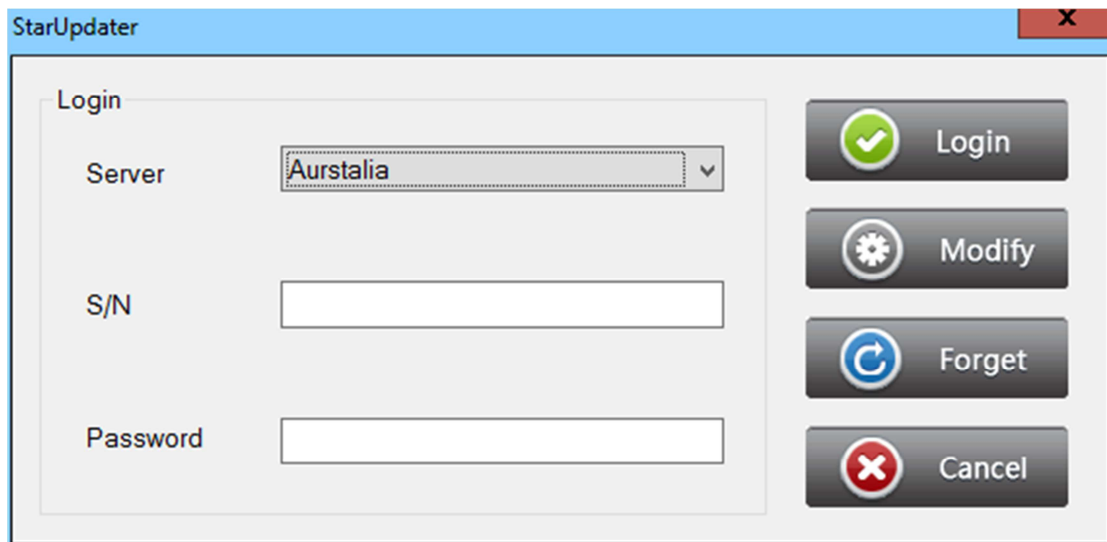 StarUpdater
x
Login
Server
Aurstalia
S/N
Password
Login
Modify
Forget
Cancel